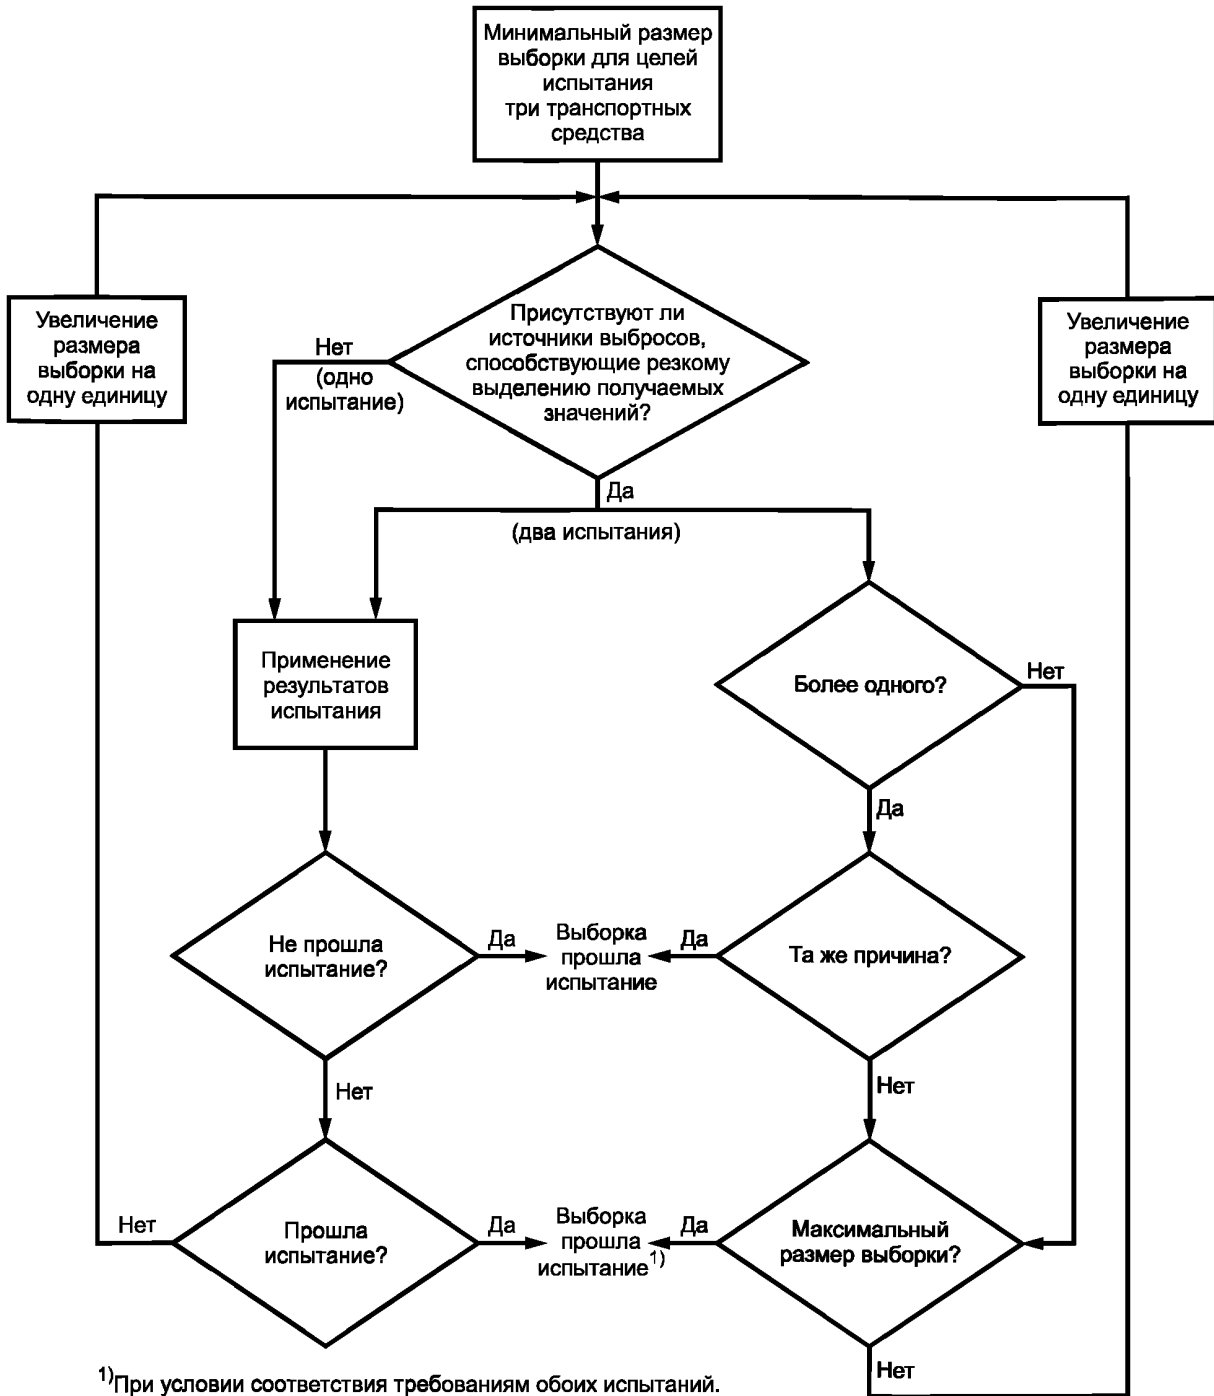 Минимальный размер
выборки для целей
испытания
три транспортных
средства
Увеличение
размера
выборки на
одну единицу
Присутствуют ли
источники выбросов,
способствующие резкому
выделению получаемых
значений?
Увеличение
размера
выборки на
одну единицу
Нет
(одно
испытание)
Да
(два испытания)
Применение
результатов
испытания
Более одного?
Нет
Да
Не прошла
испытание?
Да
Выборка
прошла
испытание
Да
Та же причина?
Нет
Нет
Нет
Прошла
испытание?
Да
Выборка
прошла
испытание1)
Да
Максимальный
размер выборки?
Нет
1)При условии соответствия требованиям обоих испытаний.